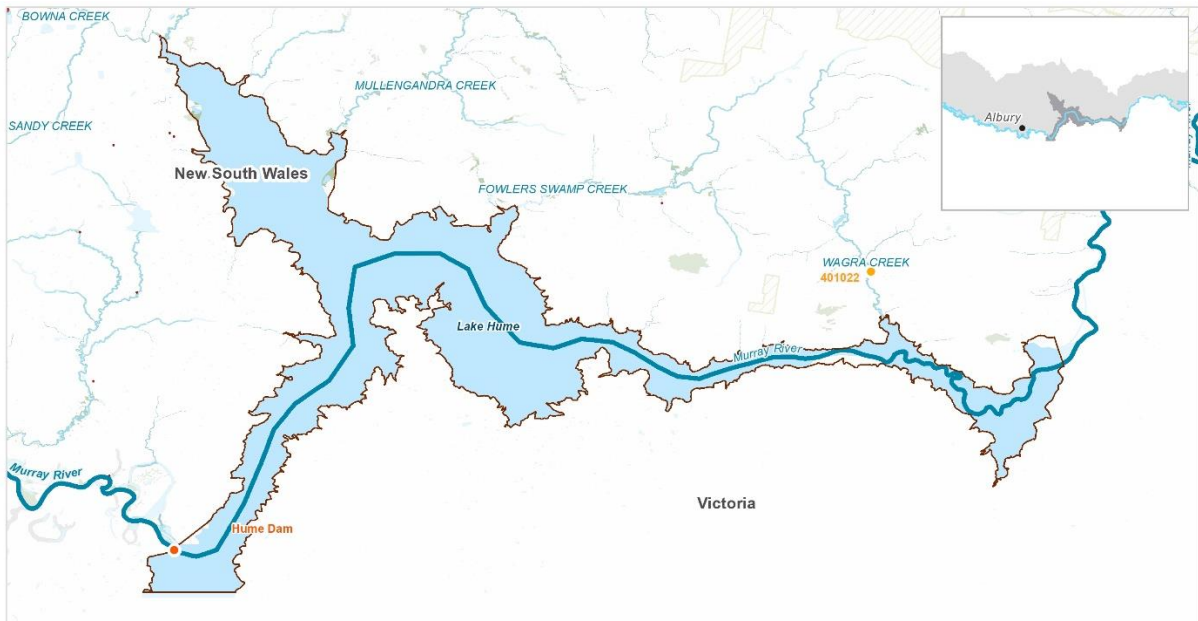 BOWNA CREEK
MULLENGANDRA CREEK
SANDY CREEK
Albury
New South Wales
FOWLERS SWAMP CREEK
WAGRA CREEK
401022
Lake Hume
Murray River
Murray River
Victoria
Hume Dam